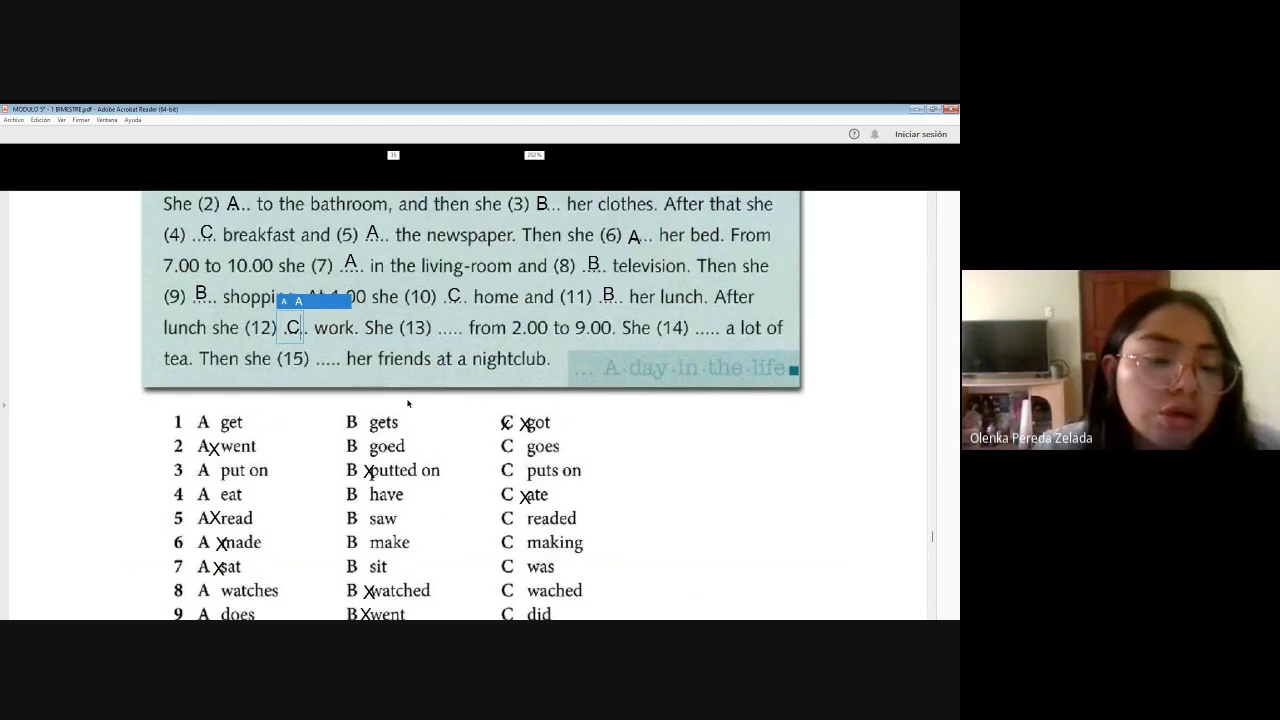 MODULO 5° - 1 BIMESTRE.pdf - Adobe Acrobat Reader (64-bit)
Archivo Edición Ver Firmar Ventana Ayuda
Iniciar sesión
35 202%
She (2) A... to the bathroom, and then she (3) B... her clothes. After that she
(4) .C... breakfast and (5) A.... the newspaper. Then she (6) A... her bed. From
7.00 to 10.00 she (7) .A... in the living-room and (8) .B.. television. Then she
(9) .B... shopping. At 1.00 she (10) .C.. home and (11) .B.. her lunch. After
A A
lunch she (12) .C.. work. She (13) ..... from 2.00 to 9.00. She (14) ..... a lot of
tea. Then she (15) ..... her friends at a nightclub.
... A·day·in·the·life
1 A get B gets C X X got
2 A X went B goed C goes
3 A put on B X putted on C puts on
4 A eat B have C X ate
5 A X read B saw C readed
6 A X made B make C making
7 A X sat B sit C was
8 A watches B X watched C wached
9 A does B X went C did
Olenka Pereda Zelada